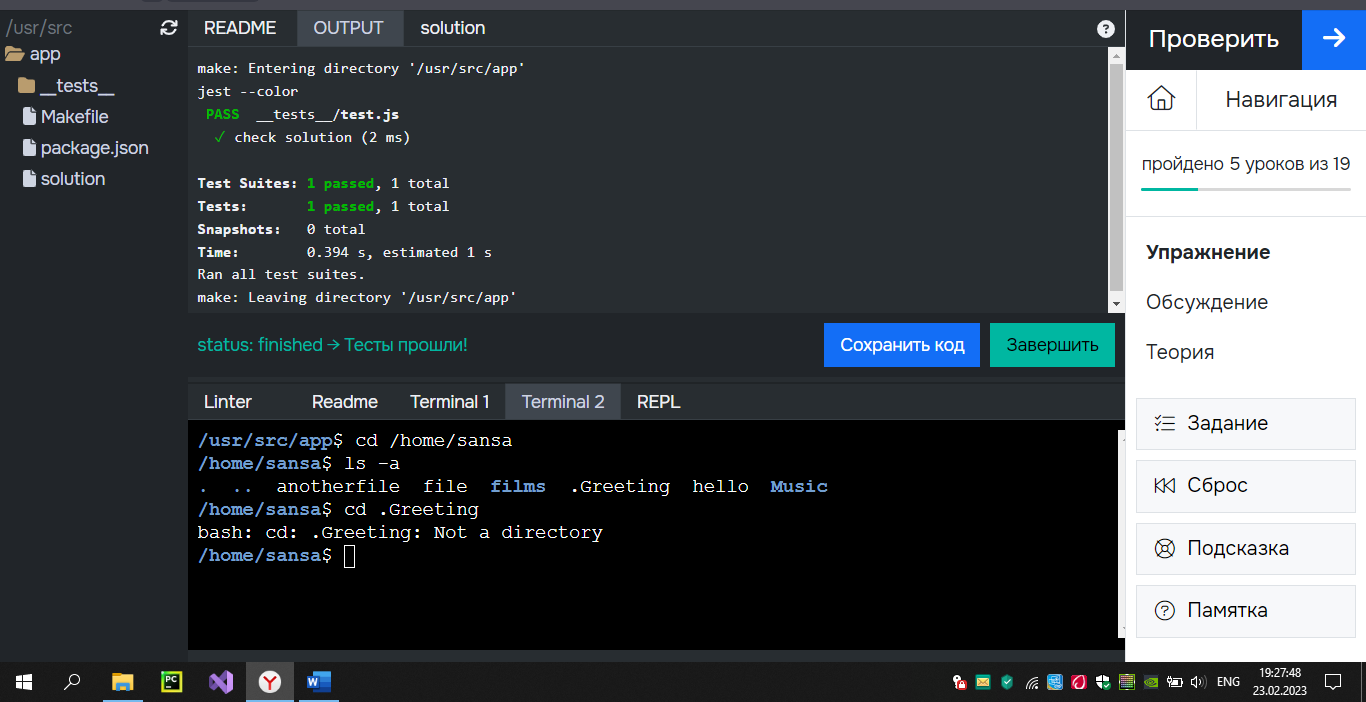 /usr/src
app
__tests__
Makefile
package.json
solution
README OUTPUT solution
make: Entering directory '/usr/src/app'
jest --color
PASS __tests__/test.js
✓ check solution (2 ms)
Test Suites: 1 passed, 1 total
Tests: 1 passed, 1 total
Snapshots: 0 total
Time: 0.394 s, estimated 1 s
Ran all test suites.
make: Leaving directory '/usr/src/app'
status: finished → Тесты прошли!
Сохранить код Завершить
Linter Readme Terminal 1 Terminal 2 REPL
/usr/src/app$ cd /home/sansa
/home/sansa$ ls -a
. .. anotherfile file films .Greeting hello Music
/home/sansa$ cd .Greeting
bash: cd: .Greeting: Not a directory
/home/sansa$
Проверить
Навигация
пройдено 5 уроков из 19
Упражнение
Обсуждение
Теория
Задание
Сброс
Подсказка
Памятка
ENG
19:27:48
23.02.2023